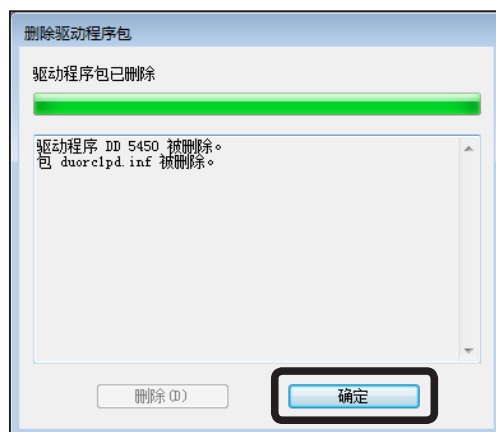 删除驱动程序包
驱动程序包已删除
驱动程序 DD 5450 被删除。
包 duorc1pd.inf 被删除。
删除(D)
确定